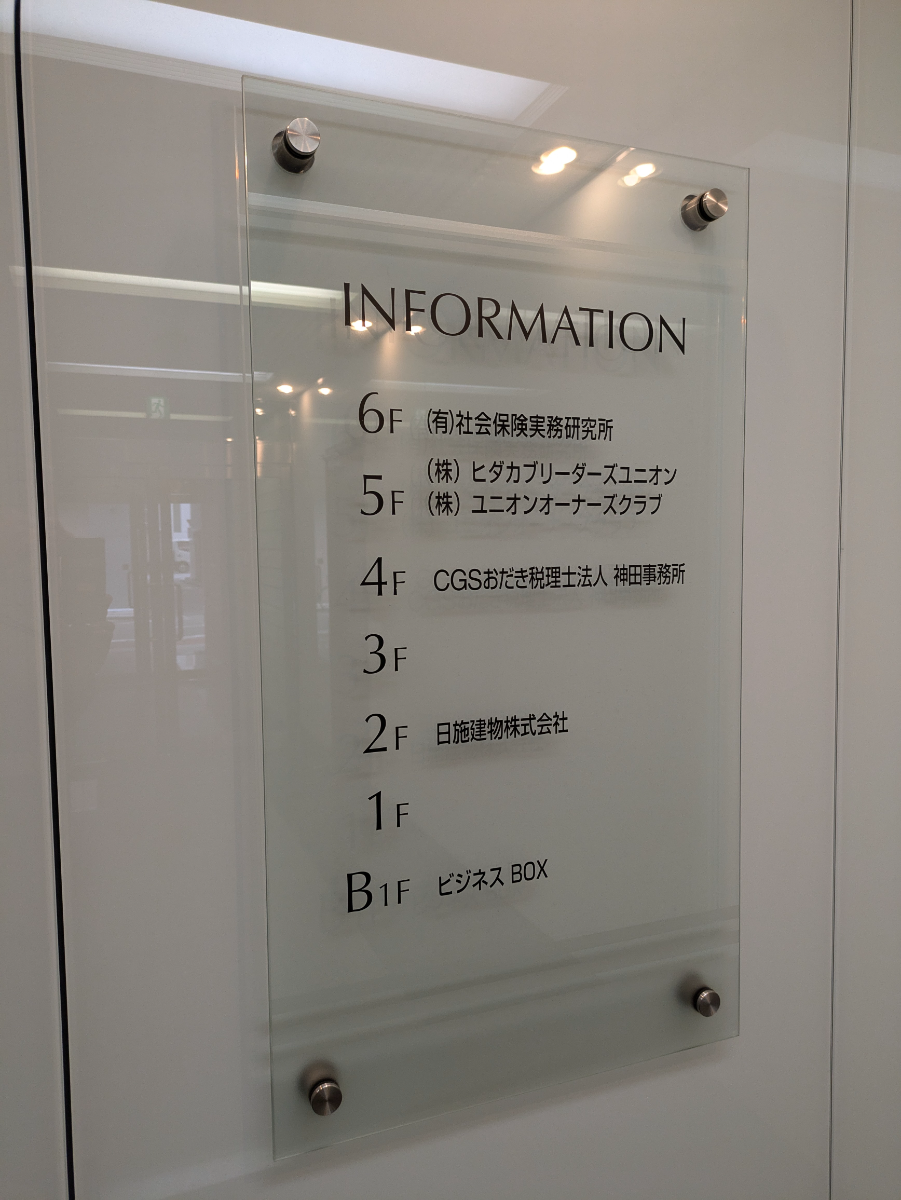 INFORMATION
6F (有)社会保険実務研究所
5F (株) ヒダカブリーダーズユニオン
(株) ユニオンオーナーズクラブ
4F CGSおだき税理士法人 神田事務所
3F
2F 日施建物株式会社
1F
B1F ビジネス BOX